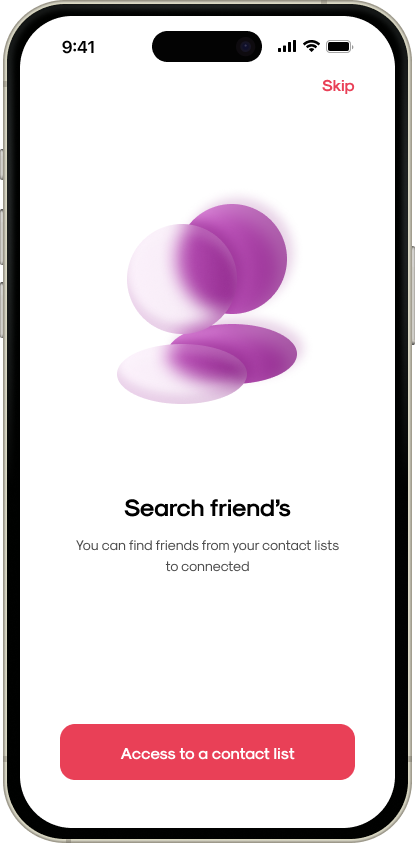 9:41
Skip
Search friend’s
You can find friends from your contact lists
to connected
Access to a contact list